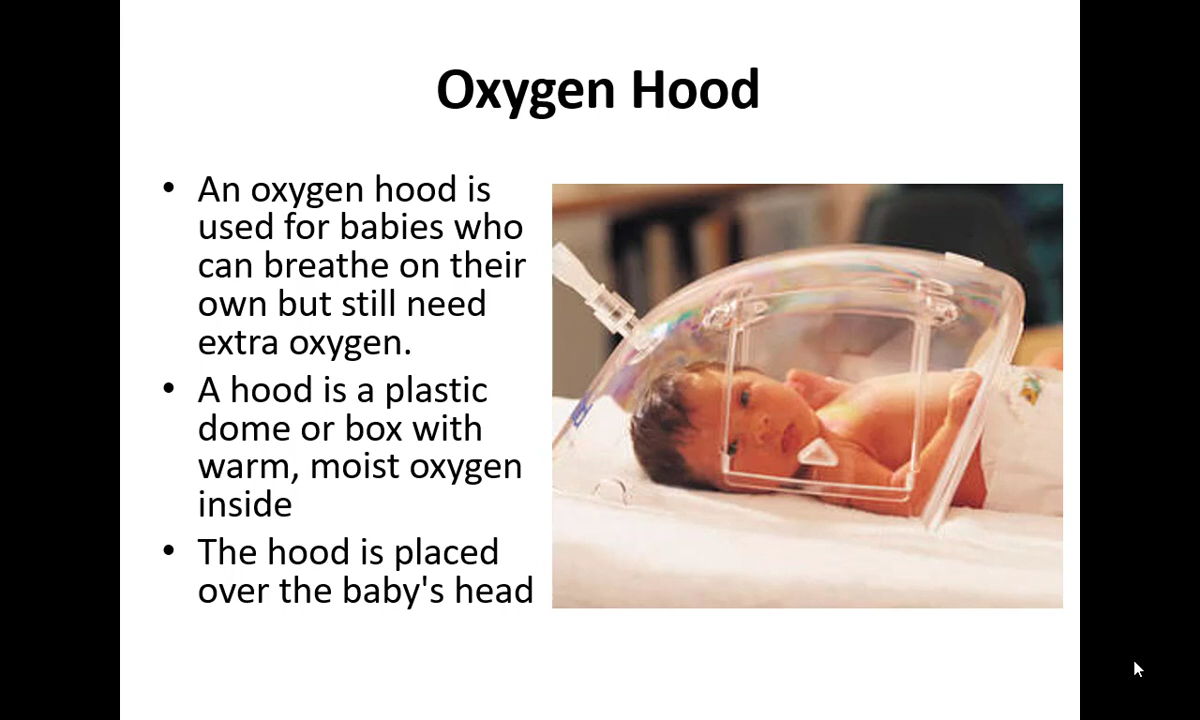 Oxygen Hood
• An oxygen hood is
used for babies who
can breathe on their
own but still need
extra oxygen.
• A hood is a plastic
dome or box with
warm, moist oxygen
inside
• The hood is placed
over the baby's head